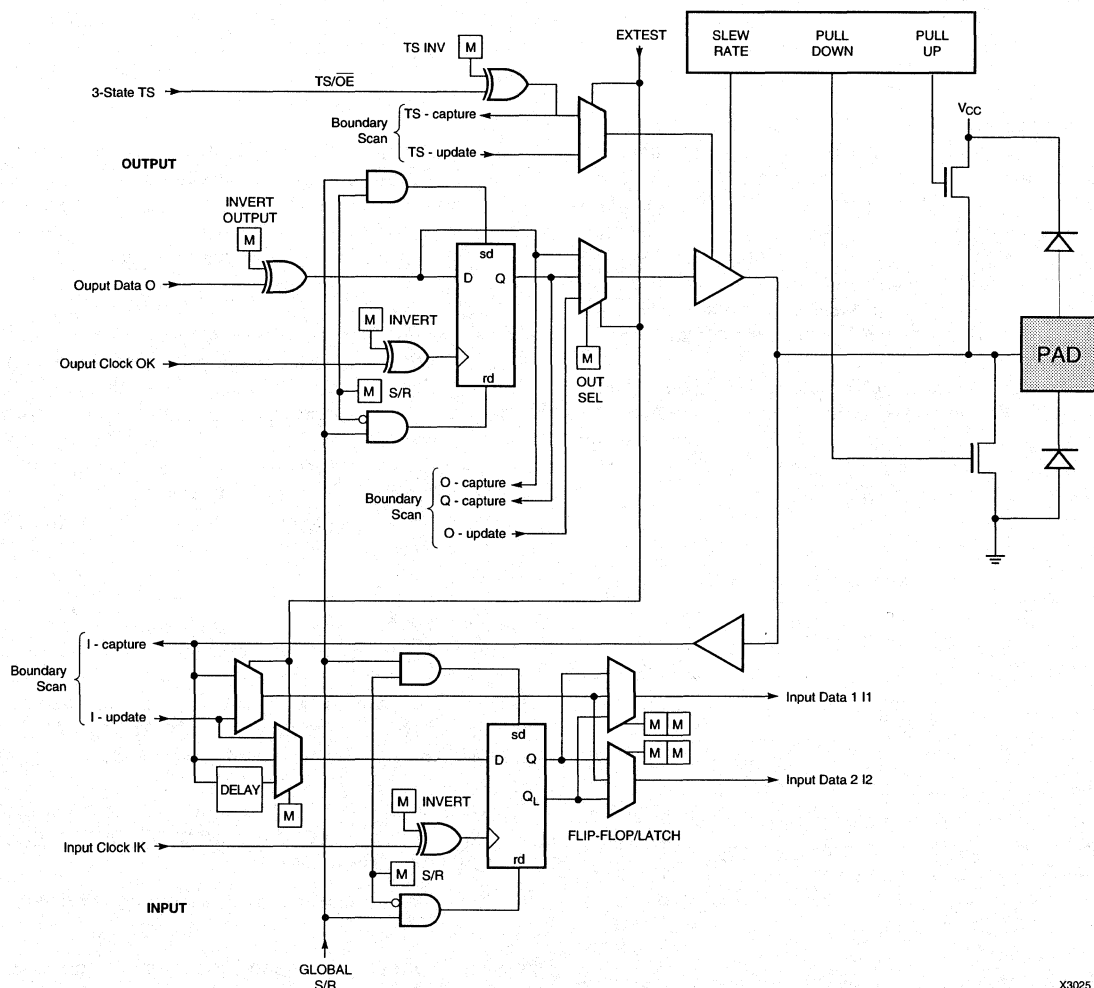 EXTEST
SLEW
RATE
PULL
DOWN
PULL
UP
TS INV
M
TS/OE
3-State TS
TS - capture
Boundary
Scan
TS - update
VCC
OUTPUT
INVERT
OUTPUT
M
sd
D
Q
Ouput Data O
M
INVERT
Ouput Clock OK
M
OUT
SEL
PAD
M
S/R
rd
O - capture
Q - capture
Boundary
Scan
O - update
I - capture
Boundary
Scan
I - update
Input Data 1 I1
M
M
sd
D
Q
M
M
DELAY
Input Data 2 I2
QL
M
M
INVERT
FLIP-FLOP/LATCH
Input Clock IK
rd
M
S/R
INPUT
GLOBAL
S/R
X3025